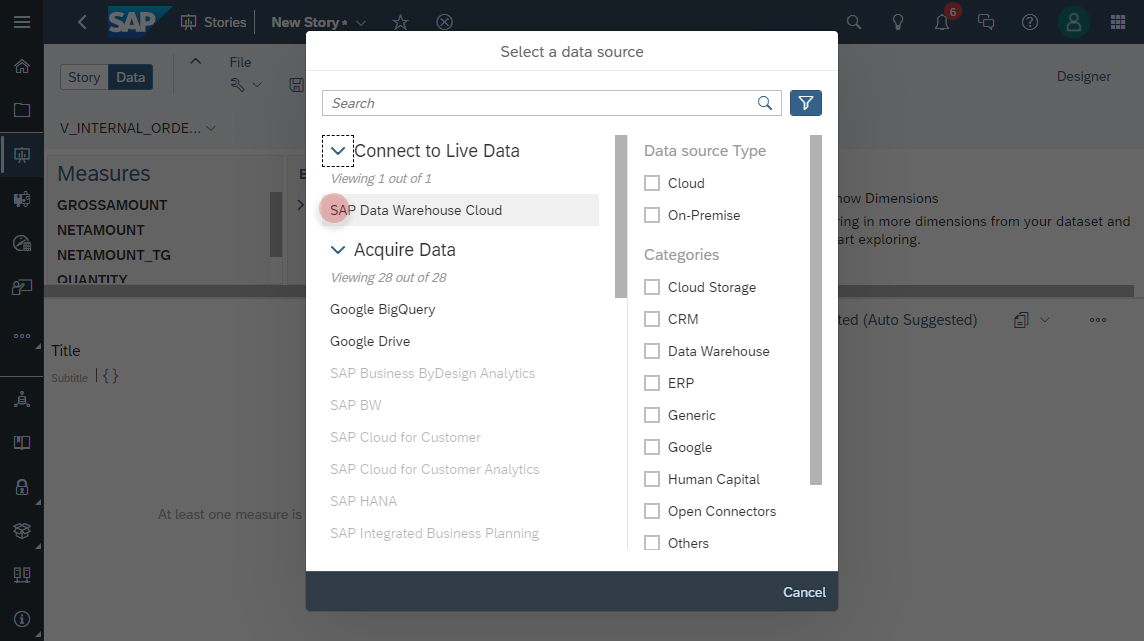 SAP Stories New Story *
6
Select a data source
Story Data
File
Designer
Search
V_INTERNAL_ORDE...
Connect to Live Data
Viewing 1 out of 1
SAP Data Warehouse Cloud
Acquire Data
Viewing 28 out of 28
Google BigQuery
Google Drive
SAP Business ByDesign Analytics
SAP BW
SAP Cloud for Customer
SAP Cloud for Customer Analytics
SAP HANA
SAP Integrated Business Planning
Data source Type
Cloud
On-Premise
Categories
Cloud Storage
CRM
Data Warehouse
ERP
Generic
Google
Human Capital
Open Connectors
Others
Measures
GROSSAMOUNT
NETAMOUNT
NETAMOUNT_TG
QUANTITY
Dimensions
in more dimensions from your dataset and
exploring.
(Auto Suggested)
Title
Subtitle { }
At least one measure is
Cancel